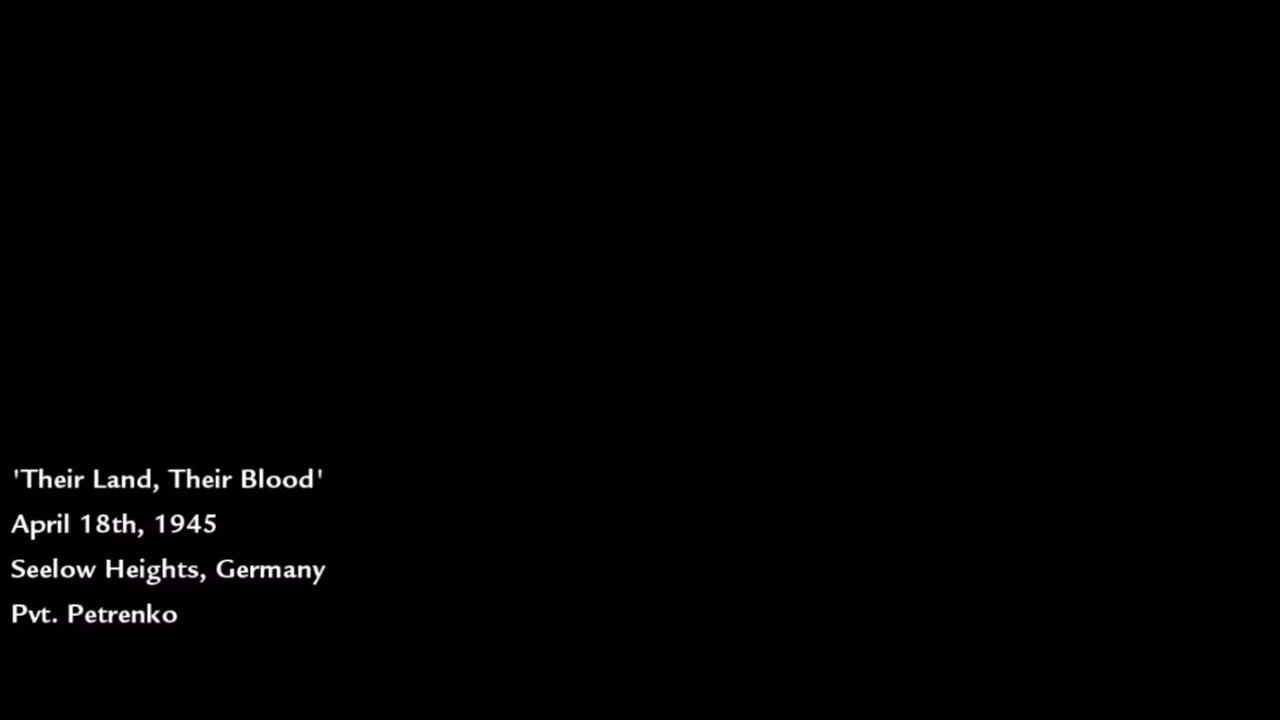 'Their Land, Their Blood'
April 18th, 1945
Seelow Heights, Germany
Pvt. Petrenko